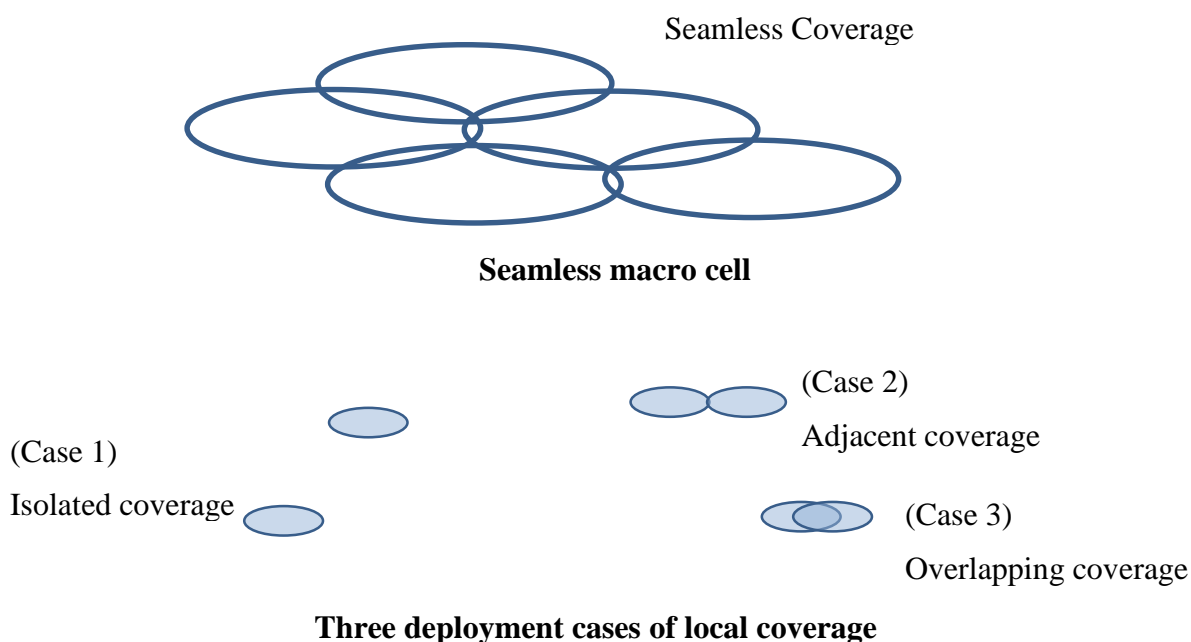 Seamless Coverage
Seamless macro cell
(Case 1)
Isolated coverage
(Case 2)
Adjacent coverage
(Case 3)
Overlapping coverage
Three deployment cases of local coverage